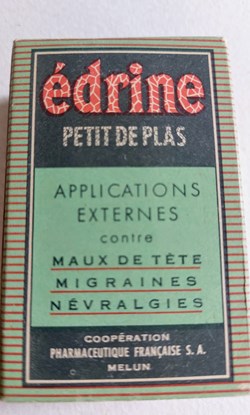 édrine
PETIT DE PLAS
APPLICATIONS
EXTERNES
contre
MAUX DE TÊTE
MIGRAINES
NÉVRALGIES
COOPÉRATION
PHARMACEUTIQUE FRANÇAISE S. A.
MELUN